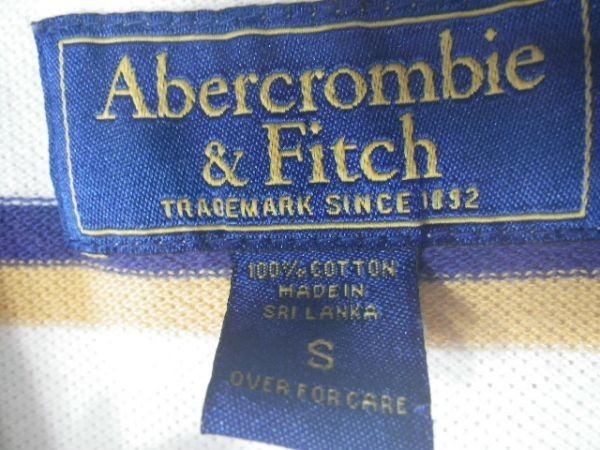 Abercrombie
& Fitch
TRADEMARK SINCE 1892
100% COTTON
MADE IN
SRI LANKA
S
OVER FOR CARE